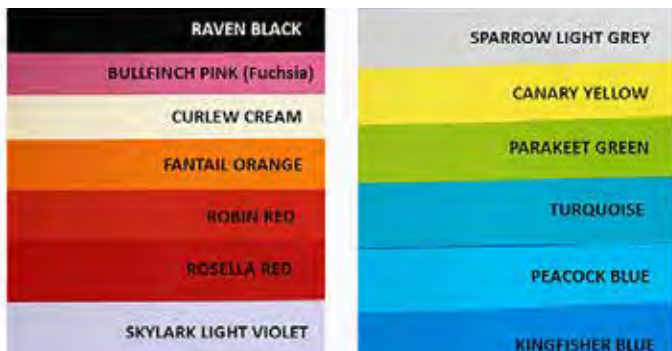 RAVEN BLACK
BULLFINCH PINK (Fuchsia)
CURLEW CREAM
FANTAIL ORANGE
ROBIN RED
ROSELLA RED
SKYLARK LIGHT VIOLET
SPARROW LIGHT GREY
CANARY YELLOW
PARAKEET GREEN
TURQUOISE
PEACOCK BLUE
KINGFISHER BLUE